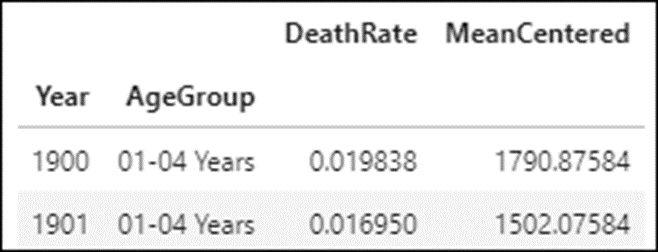 DeathRate MeanCentered
Year AgeGroup
1900 01-04 Years 0.019838 1790.87584
1901 01-04 Years 0.016950 1502.07584